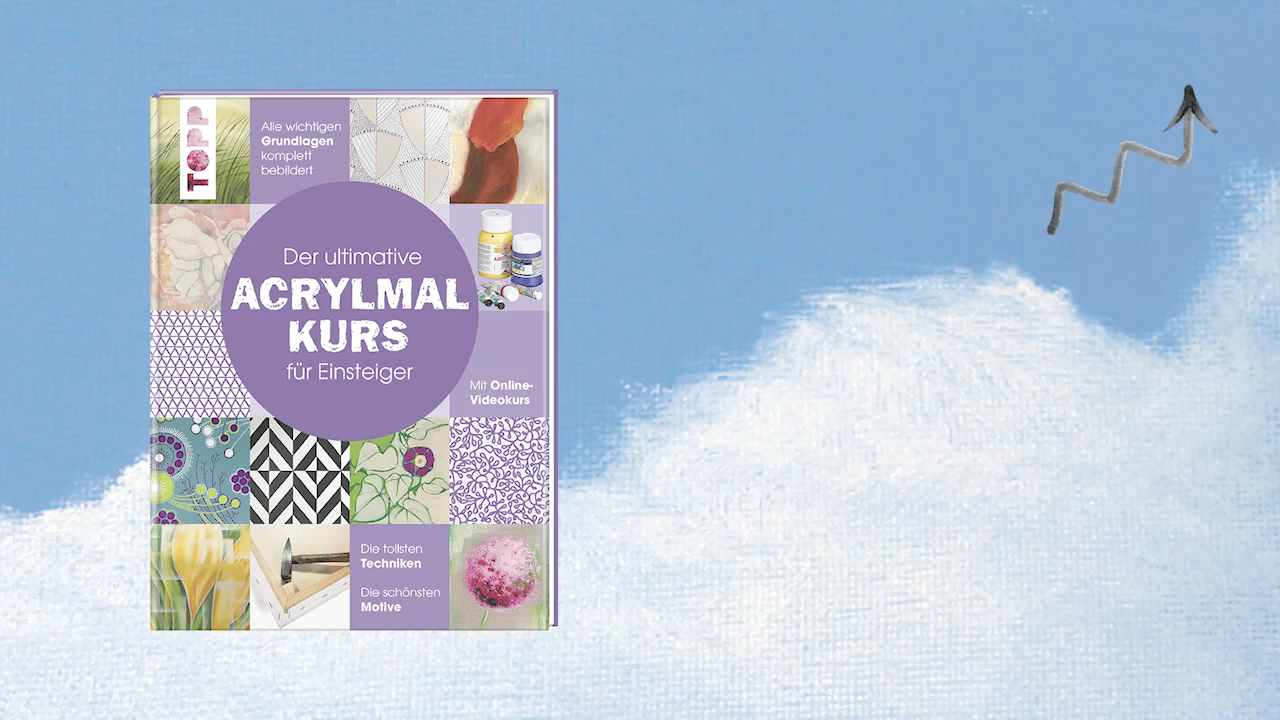 TOPP
Alle wichtigen
Grundlagen
komplett
bebildert
Der ultimative
ACRYLMAL
KURS
für Einsteiger
Mit Online-
Videokurs
Die tollsten
Techniken
Die schönsten
Motive